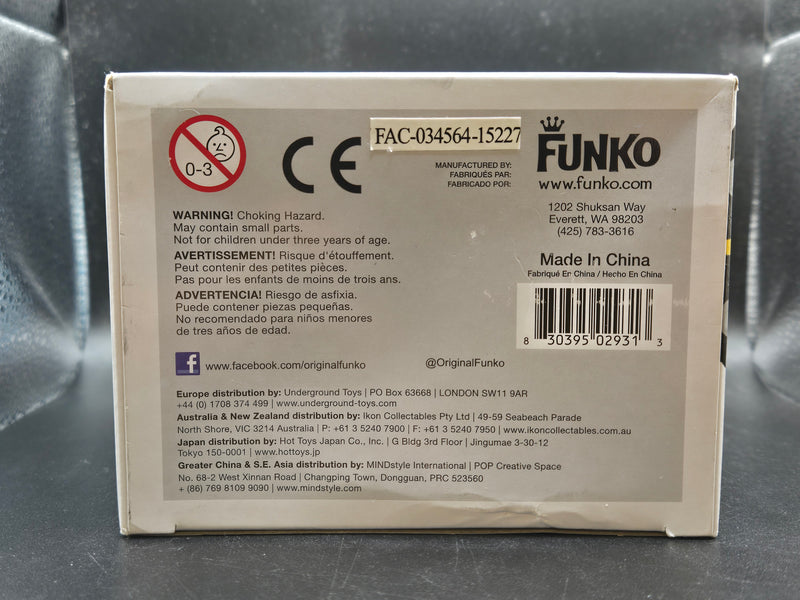 0-3
CE
FAC-034564-15227
MANUFACTURED BY:
FABRIQUÉS PAR:
FABRICADO POR:
FUNKO
www.funko.com
1202 Shuksan Way
Everett, WA 98203
(425) 783-3616
WARNING! Choking Hazard.
May contain small parts.
Not for children under three years of age.
AVERTISSEMENT! Risque d'étouffement.
Peut contenir des petites pièces.
Pas pour les enfants de moins de trois ans.
ADVERTENCIA! Riesgo de asfixia.
Puede contener piezas pequeñas.
No recomendado para niños menores
de tres años de edad.
Made In China
Fabriqué En China / Hecho En China
8 30395 02931 3
f www.facebook.com/originalfunko
@OriginalFunko
Europe distribution by: Underground Toys | PO Box 63668 | LONDON SW11 9AR
+44 (0) 1708 374 499 | www.underground-toys.com
Australia & New Zealand distribution by: Ikon Collectables Pty Ltd | 49-59 Seabeach Parade
North Shore, VIC 3214 Australia | P: +61 3 5240 7900 | F: +61 3 5240 7950 | www.ikoncollectables.com.au
Japan distribution by: Hot Toys Japan Co., Inc. | G Bldg 3rd Floor | Jingumae 3-30-12
Tokyo 150-0001 | www.hottoys.jp
Greater China & S.E. Asia distribution by: MINDstyle International | POP Creative Space
No. 68-2 West Xinnan Road | Changping Town, Dongguan, PRC 523560
+ (86) 769 8109 9090 | www.mindstyle.com